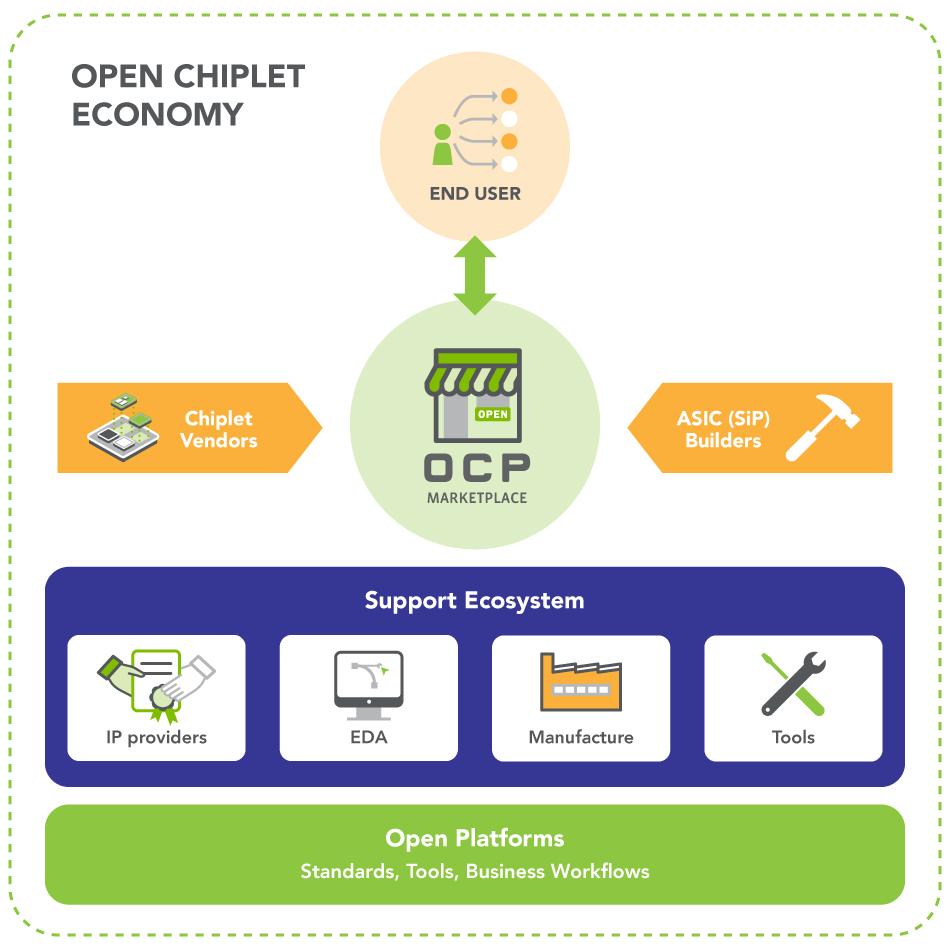 OPEN CHIPLET
ECONOMY
END USER
Chiplet
Vendors
OPEN
OCP
MARKETPLACE
ASIC (SiP)
Builders
Support Ecosystem
IP providers
EDA
Manufacture
Tools
Open Platforms
Standards, Tools, Business Workflows